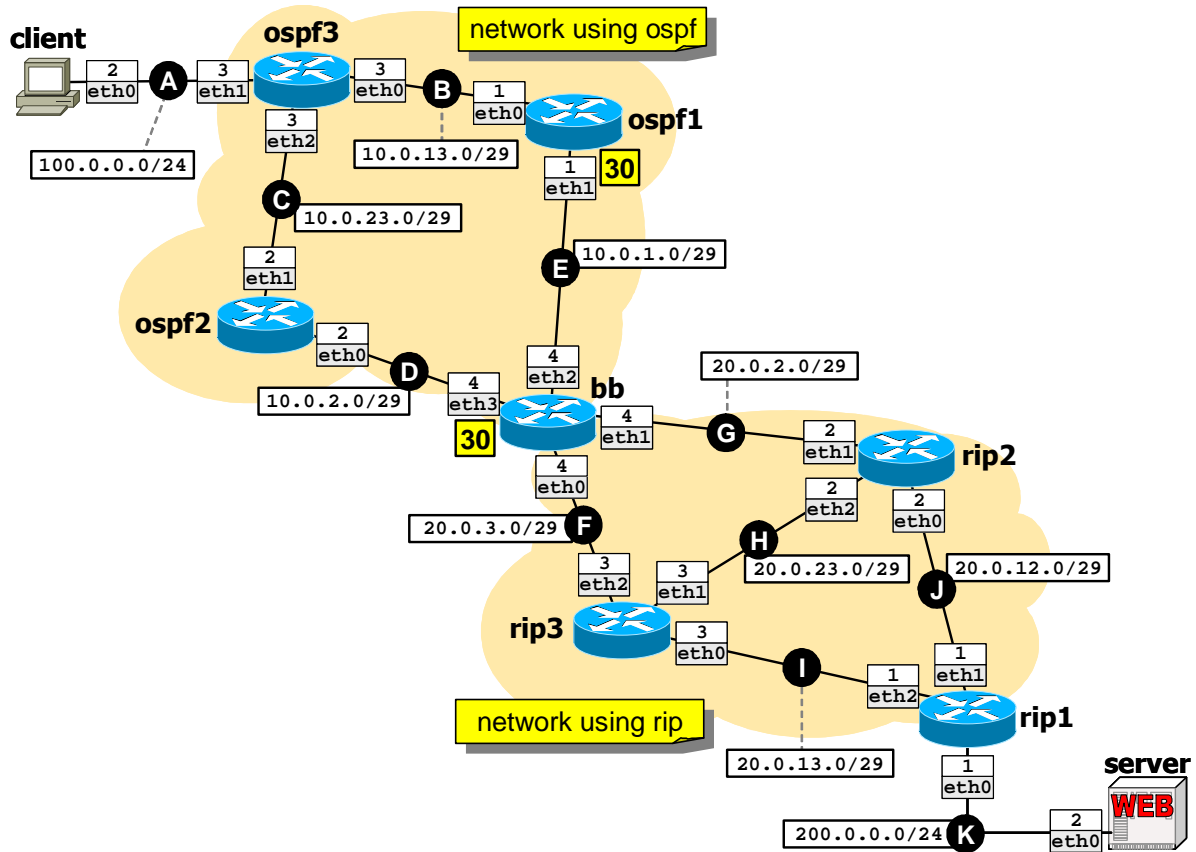 network using ospf
client
ospf3
2
eth0
A
3
eth1
3
eth0
B
1
eth0
ospf1
3
eth2
100.0.0.0/24
10.0.13.0/29
30
1
eth1
C
10.0.23.0/29
2
eth1
E
10.0.1.0/29
ospf2
2
eth0
D
10.0.2.0/29
4
eth3
4
eth2
bb
30
4
eth1
20.0.2.0/29
G
2
eth1
rip2
4
eth0
2
eth2
2
eth0
20.0.3.0/29
F
H
20.0.23.0/29
20.0.12.0/29
J
3
eth2
3
eth1
rip3
3
eth0
I
1
eth2
1
eth1
rip1
network using rip
20.0.13.0/29
1
eth0
server
WEB
200.0.0.0/24
K
2
eth0